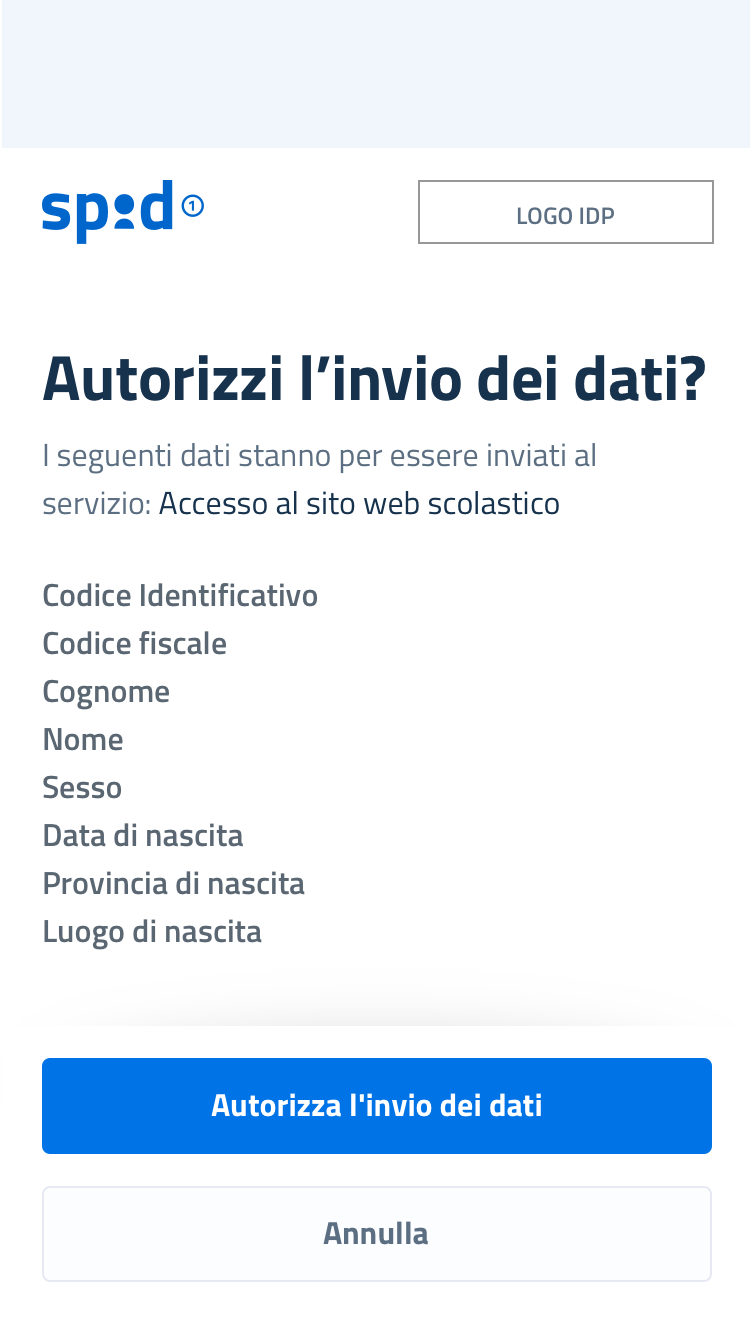 spid 1
LOGO IDP
Autorizzi l’invio dei dati?
I seguenti dati stanno per essere inviati al
servizio: Accesso al sito web scolastico
Codice Identificativo
Codice fiscale
Cognome
Nome
Sesso
Data di nascita
Provincia di nascita
Luogo di nascita
Autorizza l'invio dei dati
Annulla